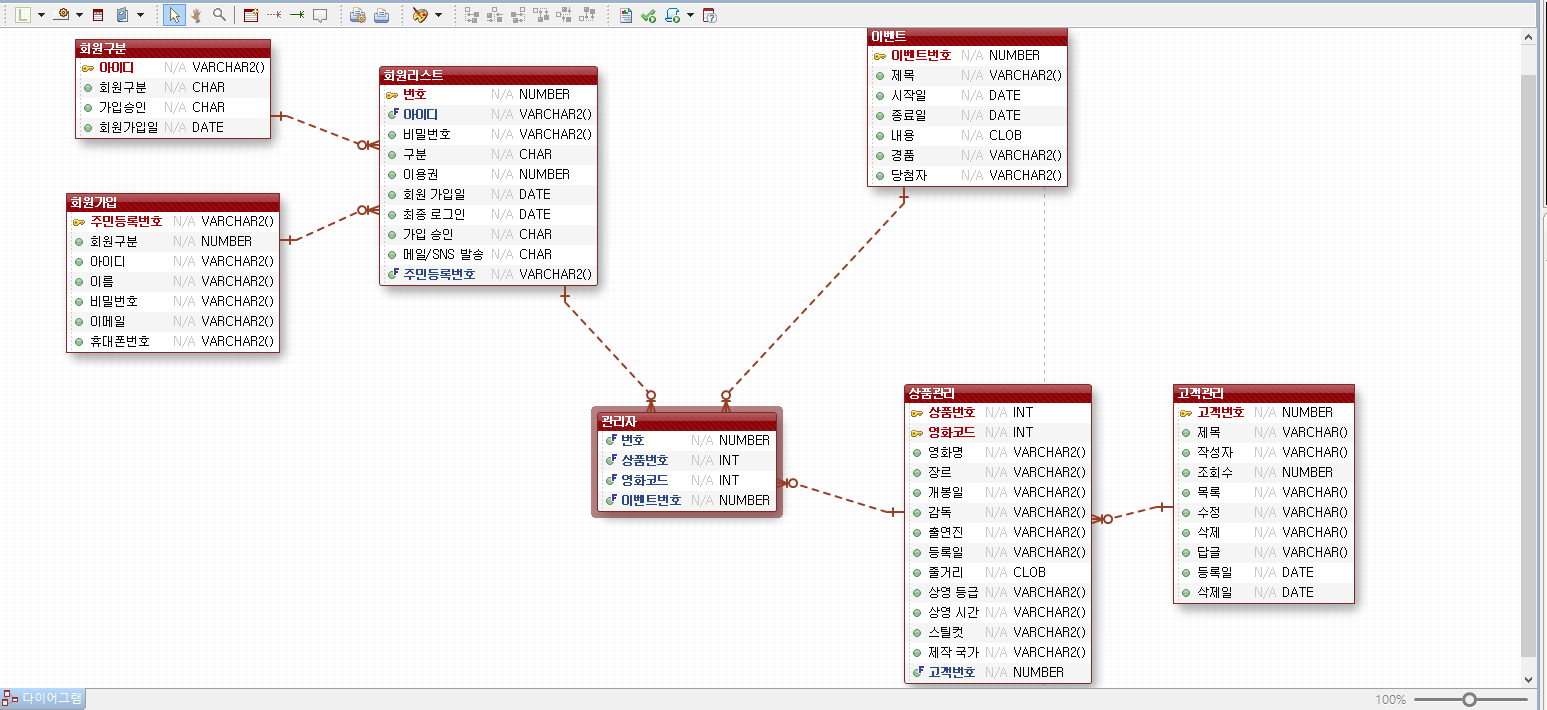 회원구분
아이디 N/A VARCHAR2()
회원구분 N/A CHAR
가입승인 N/A CHAR
회원가입일 N/A DATE
회원가입
주민등록번호 N/A VARCHAR2()
회원구분 N/A NUMBER
아이디 N/A VARCHAR2()
이름 N/A VARCHAR2()
비밀번호 N/A VARCHAR2()
이메일 N/A VARCHAR2()
휴대폰번호 N/A VARCHAR2()
회원리스트
번호 N/A NUMBER
아이디 N/A VARCHAR2()
비밀번호 N/A VARCHAR2()
구분 N/A CHAR
이용권 N/A NUMBER
회원 가입일 N/A DATE
최종 로그인 N/A DATE
가입 승인 N/A CHAR
메일/SNS 발송 N/A CHAR
주민등록번호 N/A VARCHAR2()
이벤트
이벤트번호 N/A NUMBER
제목 N/A VARCHAR2()
시작일 N/A DATE
종료일 N/A DATE
내용 N/A CLOB
경품 N/A VARCHAR2()
당첨자 N/A VARCHAR2()
관리자
번호 N/A NUMBER
상품번호 N/A INT
영화코드 N/A INT
이벤트번호 N/A NUMBER
상품관리
상품번호 N/A INT
영화코드 N/A INT
영화명 N/A VARCHAR2()
장르 N/A VARCHAR2()
개봉일 N/A VARCHAR2()
감독 N/A VARCHAR2()
출연진 N/A VARCHAR2()
등록일 N/A VARCHAR2()
줄거리 N/A CLOB
상영 등급 N/A VARCHAR2()
상영 시간 N/A VARCHAR2()
스틸컷 N/A VARCHAR2()
제작 국가 N/A VARCHAR2()
고객번호 N/A NUMBER
고객관리
고객번호 N/A NUMBER
제목 N/A VARCHAR()
작성자 N/A VARCHAR()
조회수 N/A NUMBER
목록 N/A VARCHAR()
수정 N/A VARCHAR()
삭제 N/A VARCHAR()
답글 N/A VARCHAR()
등록일 N/A DATE
삭제일 N/A DATE
다이어그램
100%